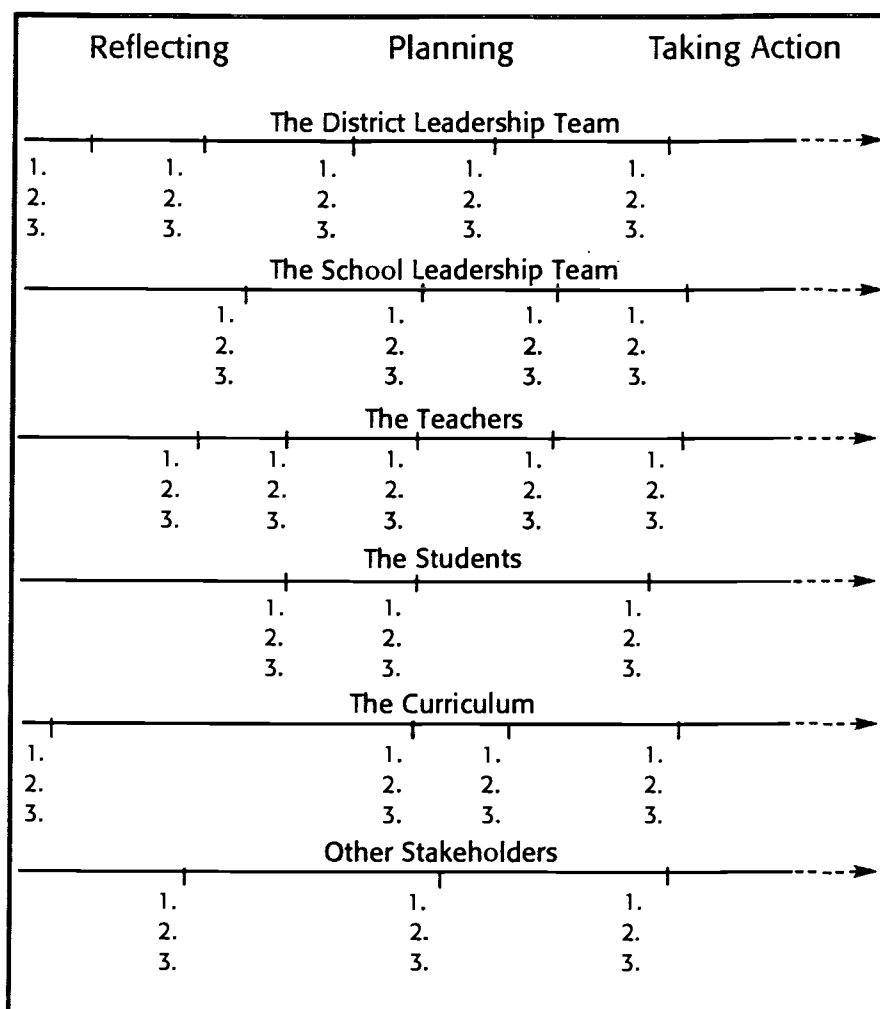 Reflecting Planning Taking Action
The District Leadership Team
1. 1. 1. 1. 1.
2. 2. 2. 2. 2.
3. 3. 3. 3. 3.
The School Leadership Team
1. 1. 1. 1.
2. 2. 2. 2.
3. 3. 3. 3.
The Teachers
1. 1. 1. 1. 1.
2. 2. 2. 2. 2.
3. 3. 3. 3. 3.
The Students
1. 1. 1.
2. 2. 2.
3. 3. 3.
The Curriculum
1. 1. 1. 1.
2. 2. 2. 2.
3. 3. 3. 3.
Other Stakeholders
1. 1. 1.
2. 2. 2.
3. 3. 3.